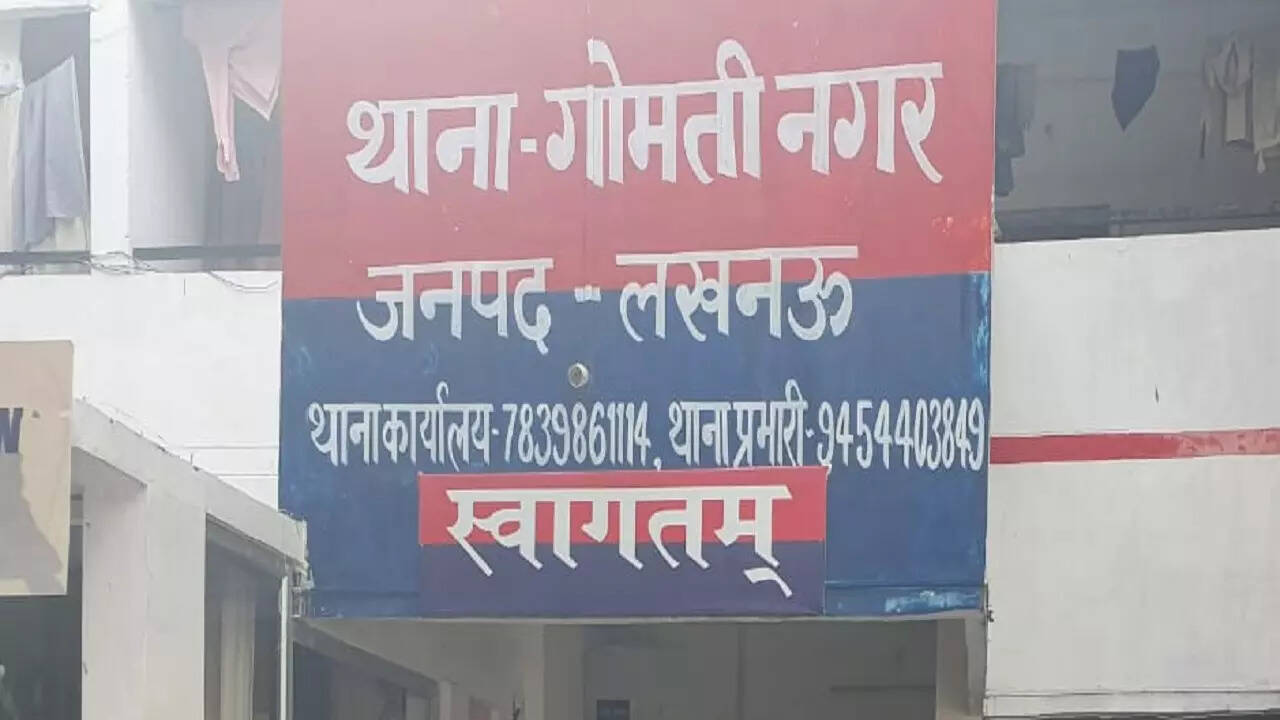 थाना-गोमती नगर
जनपद - लखनऊ
थाना कार्यालय-7839861114, थाना प्रभारी-9454403849
स्वागतम्
W